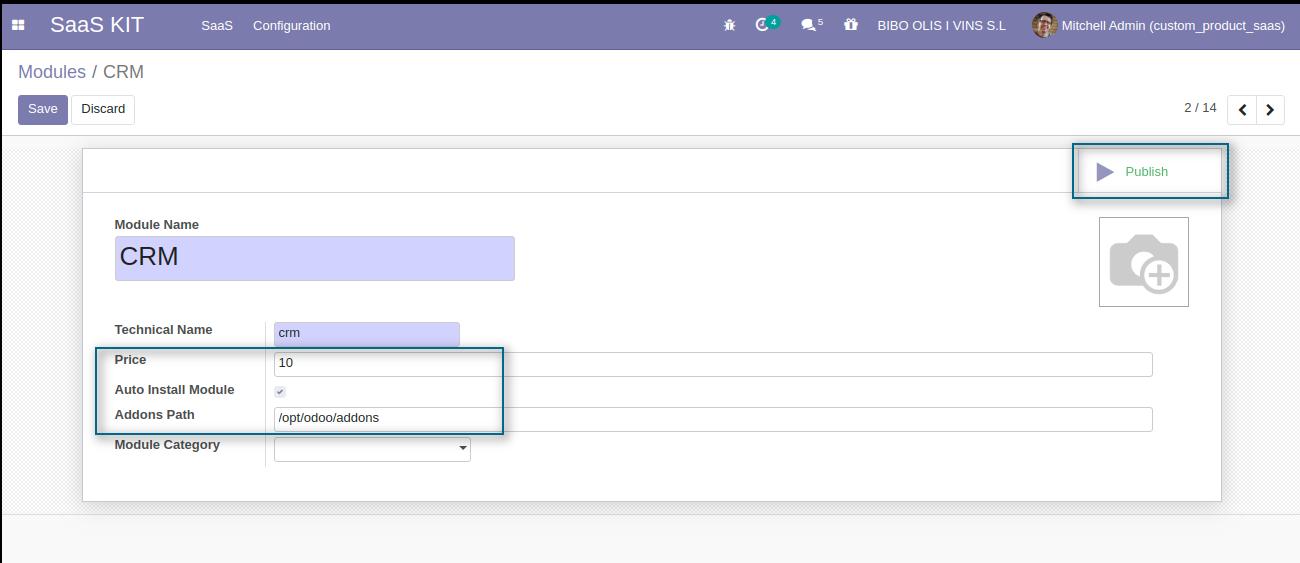 SaaS KIT SaaS Configuration 4 5 BIBO OLIS I VINS S.L Mitchell Admin (custom_product_saas)
Modules / CRM
Save Discard 2 / 14
Publish
Module Name
CRM
Technical Name crm
Price 10
Auto Install Module
Addons Path /opt/odoo/addons
Module Category